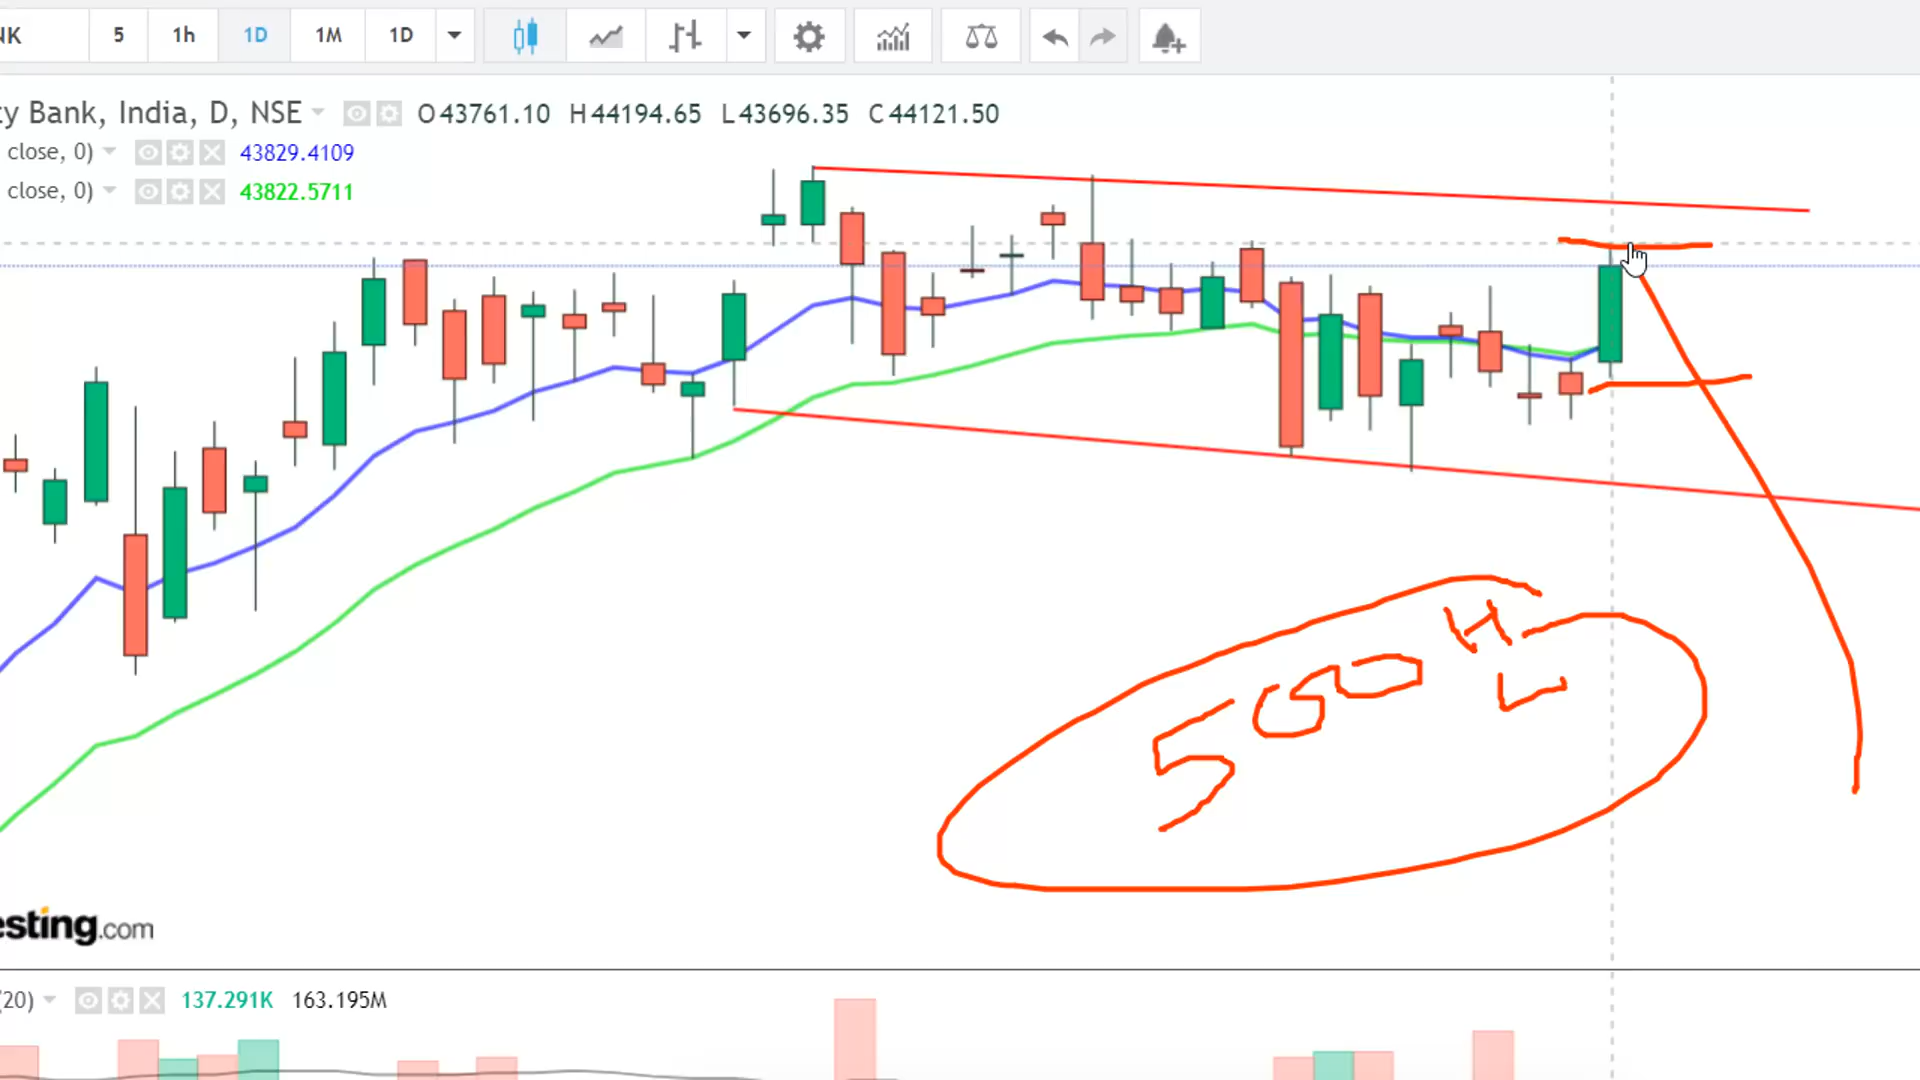 NK 5 1h 1D 1M 1D
ty Bank, India, D, NSE O43761.10 H44194.65 L43696.35 C44121.50
close, 0) 43829.4109
close, 0) 43822.5711
H
L
esting.com
(20) 137.291K 163.195M